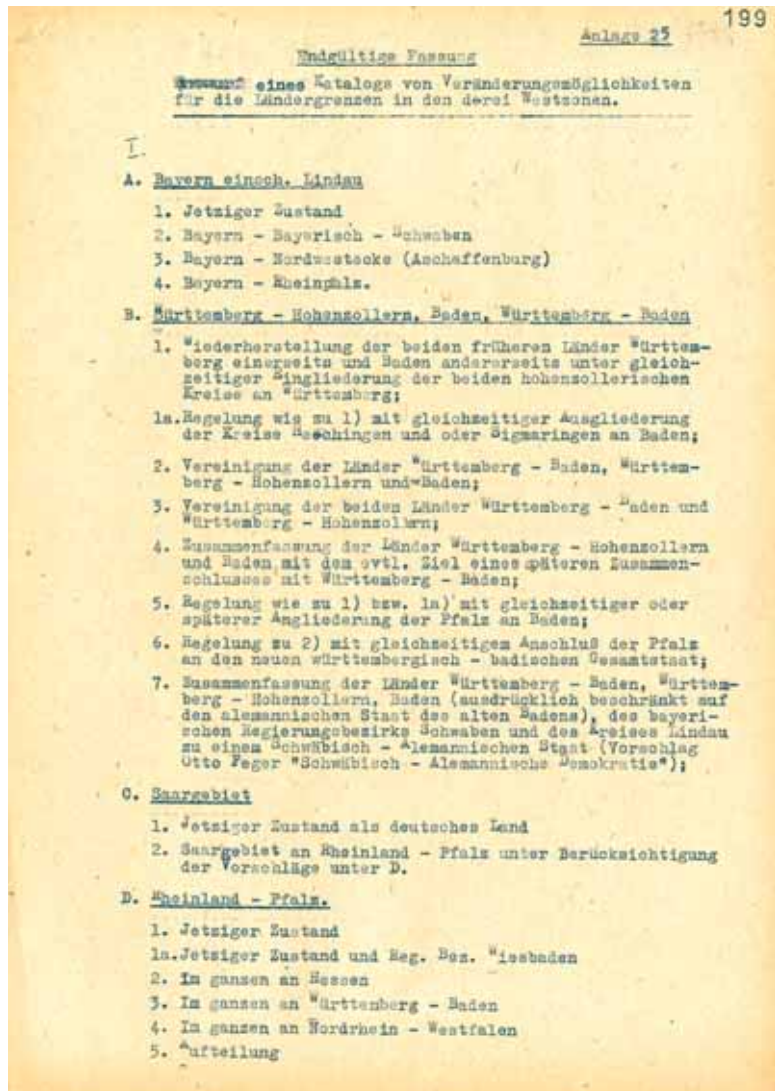 199
Anlage 25
Endgültige Fassung
eines Katalogs von Veränderungsmöglichkeiten
für die Ländergrenzen in den derei Westzonen.
I.
A. Bayern einsch. Lindau
1. Jetziger Zustand
2. Bayern - Bayerisch - Schwaben
3. Bayern - Nordwestecke (Aschaffenburg)
4. Bayern - Rheinphlz.
B. Württemberg - Hohenzollern, Baden, Württemberg - Baden
1. Wiederherstellung der beiden früheren Länder Württem-
berg einerseits und Baden andererseits unter gleich-
zeitiger Eingliederung der beiden hohenzollerischen
Kreise an Württemberg;
1a.Regelung wie zu 1) mit gleichzeitiger Ausgliederung
der Kreise Hechingen und oder Sigmaringen an Baden;
2. Vereinigung der Länder Württemberg - Baden, Württem-
berg - Hohenzollern und Baden;
3. Vereinigung der beiden Länder Württemberg - Baden und
Württemberg - Hohenzollern;
4. Zusammenfassung der Länder Württemberg - Hohenzollern
und Baden mit dem evtl. Ziel eines späteren Zusammen-
schlusses mit Württemberg - Baden;
5. Regelung wie zu 1) bzw. 1a) mit gleichzeitiger oder
späterer Angliederung der Pfalz an Baden;
6. Regelung zu 2) mit gleichzeitigem Anschluß der Pfalz
an den neuen württembergisch - badischen Gesamtstaat;
7. Zusammenfassung der Länder Württemberg - Baden, Württem-
berg - Hohenzollern, Baden (ausdrücklich beschränkt auf
den alemannischen Staat des alten Badens), des bayeri-
schen Regierungsbezirks Schwaben und des Kreises Lindau
zu einem Schwäbisch - Alemannischen Staat (Vorschlag
Otto Feger "Schwäbisch - Alemannische Demokratie");
C. Saargebiet
1. Jetziger Zustand als deutsches Land
2. Saargebiet an Rheinland - Pfalz unter Berücksichtigung
der Vorschläge unter D.
D. Rheinland - Pfalz.
1. Jetziger Zustand
1a.Jetziger Zustand und Reg. Bez. Wiesbaden
2. Im ganzen an Hessen
3. Im ganzen an Württenberg - Baden
4. Im ganzen an Nordrhein - Westfalen
5. Aufteilung